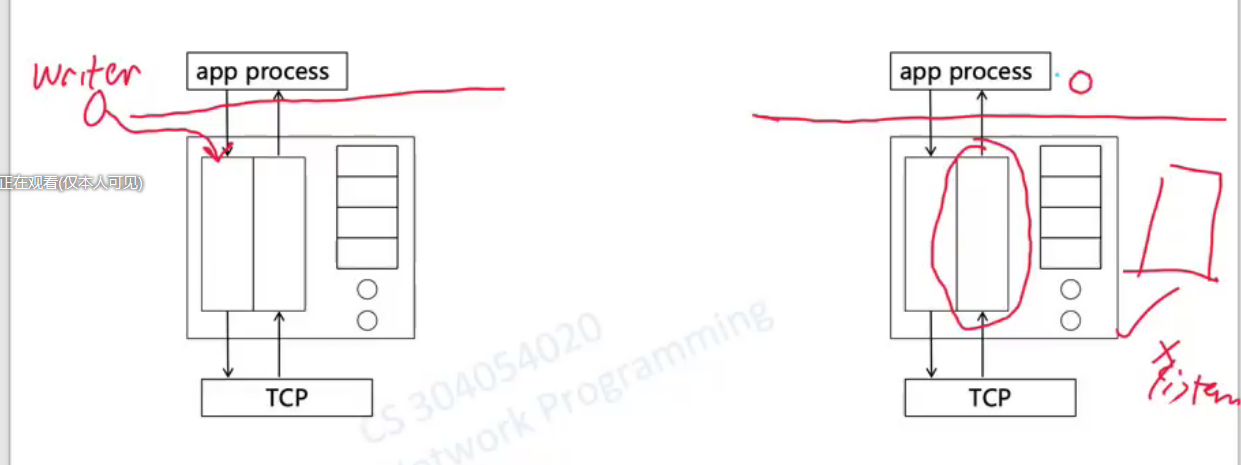 writer
app process
app process
正在观看(仅本人可见)
TCP
TCP
CS 304054020
Network Programming
x
listen